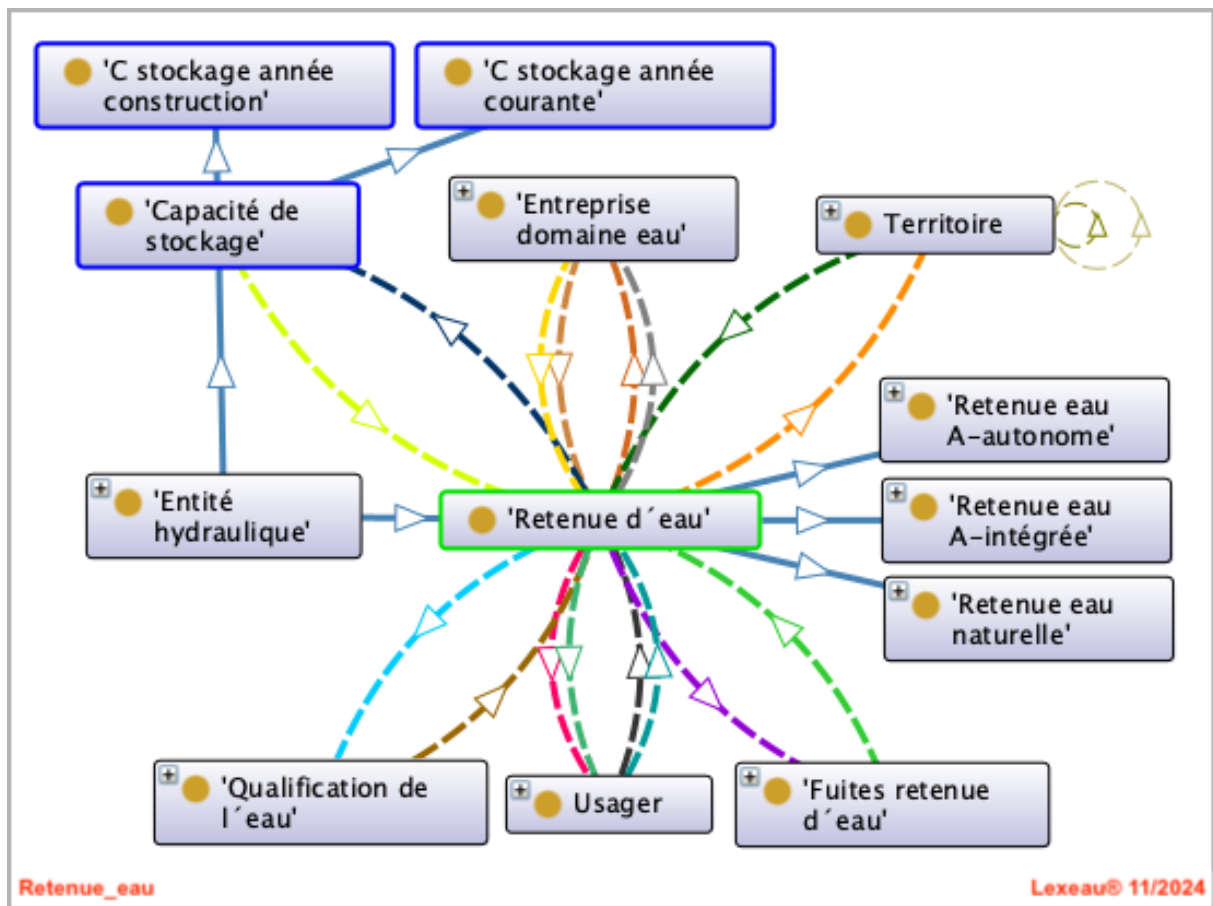 'C stockage année
construction'
'C stockage année
courante'
'Capacité de
stockage'
'Entreprise
domaine eau'
Territoire
'Retenue eau
A-autonome'
'Entité
hydraulique'
'Retenue d´eau'
'Retenue eau
A-intégrée'
'Retenue eau
naturelle'
'Qualification de
l´eau'
Usager
'Fuites retenue
d´eau'
Retenue_eau
Lexeau® 11/2024